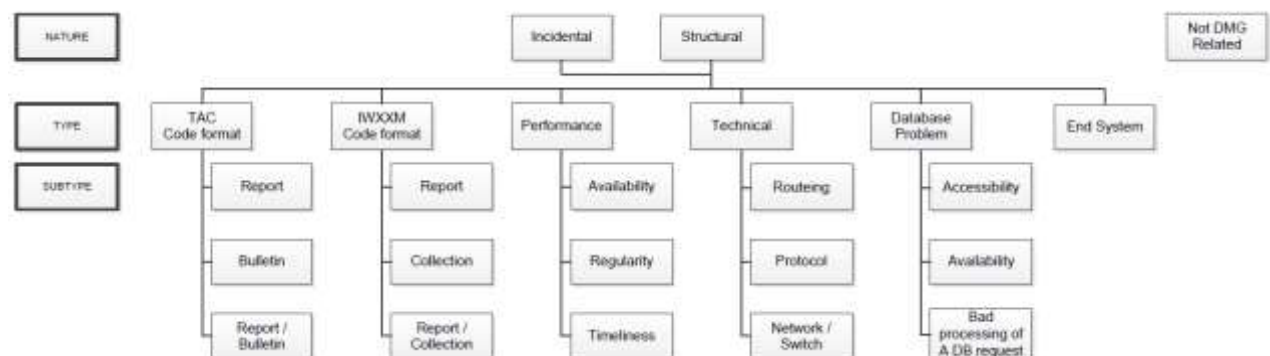 NATURE
Incidental
Structural
Not DMG
Related
TYPE
TAC
Code format
IWXXM
Code format
Performance
Technical
Database
Problem
End System
SUBTYPE
Report
Report
Availability
Routeing
Accessibility
Bulletin
Collection
Regularity
Protocol
Availability
Report /
Bulletin
Report /
Collection
Timeliness
Network /
Switch
Bad
processing of
A DB request